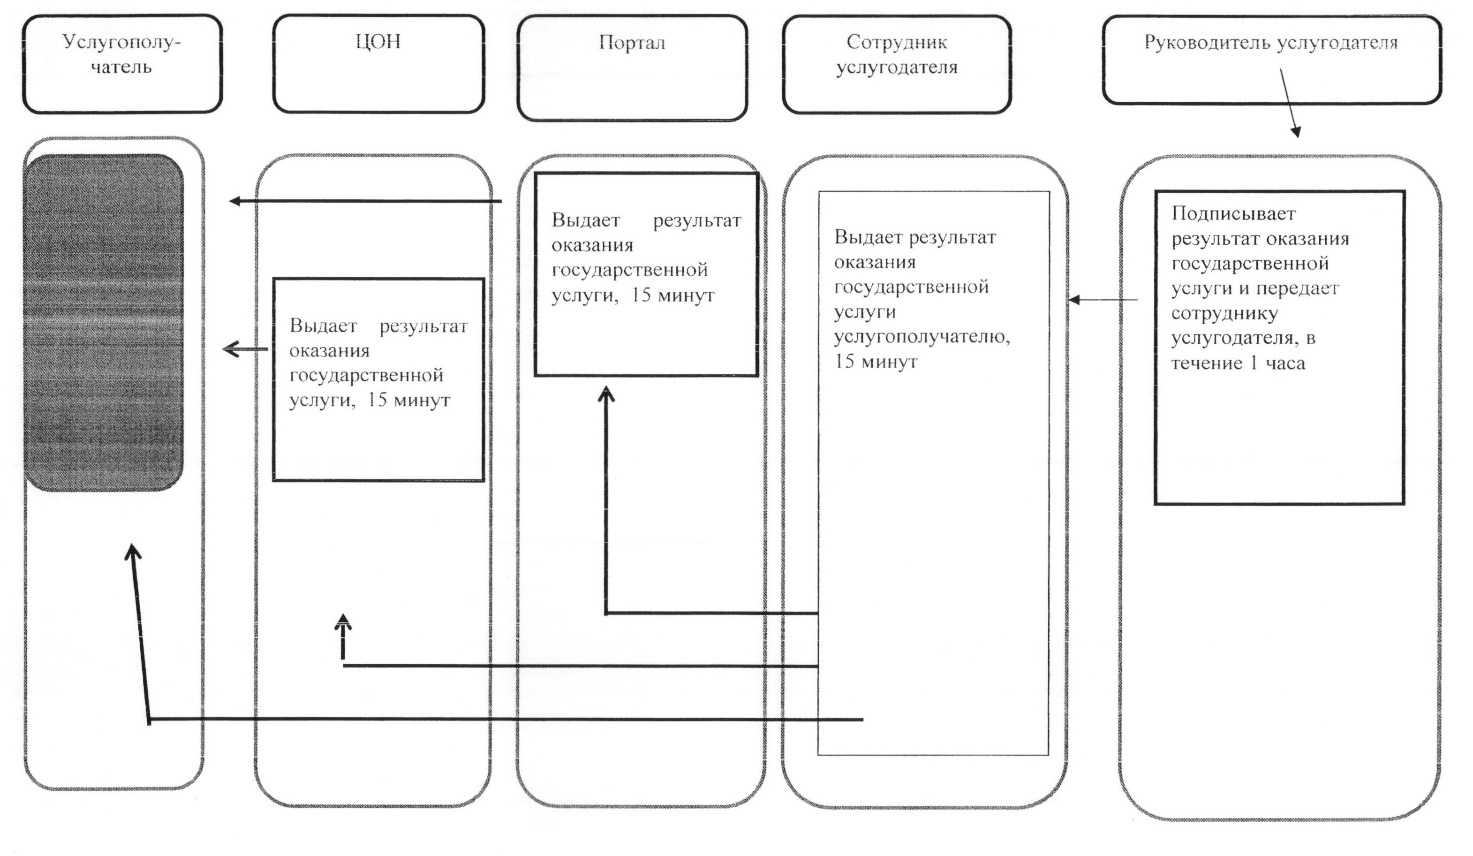 Услугополу-
чатель
ЦОН
Портал
Сотрудник
услугодателя
Руководитель услугодателя
Выдает результат
оказания
государственной
услуги, 15 минут
Выдает результат
оказания
государственной
услуги, 15 минут
Выдает результат
оказания
государственной
услуги
услугополучателю,
15 минут
Подписывает
результат оказания
государственной
услуги и передает
сотруднику
услугодателя, в
течение 1 часа